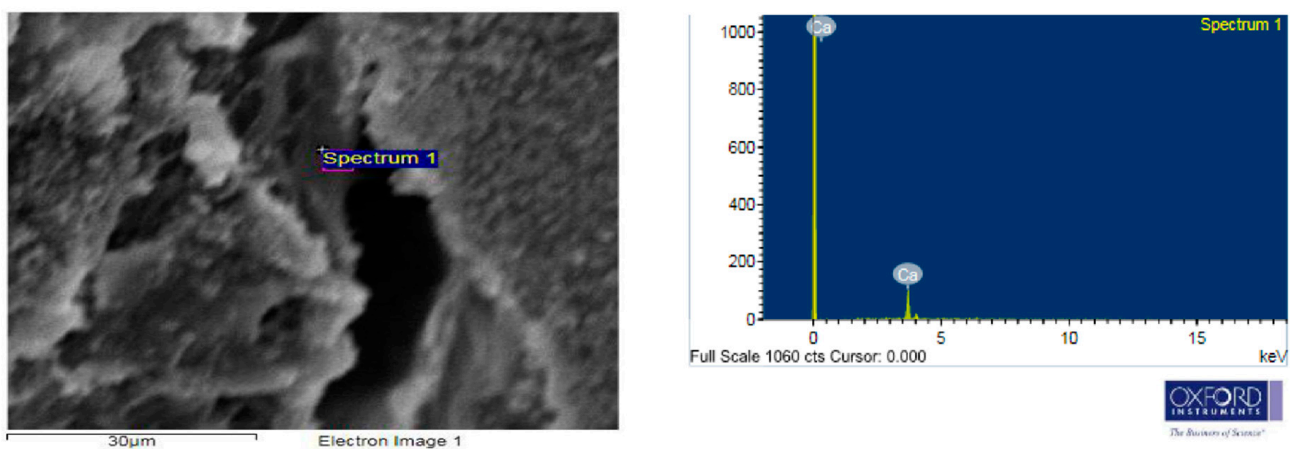 Spectrum 1
30μm
Electron Image 1
Spectrum 1
Ca
1000
800
600
400
Ca
200
0
0 5 10 15
Full Scale 1060 cts Cursor: 0.000 keV
OXFORD
INSTRUMENTS
The Business of Science®